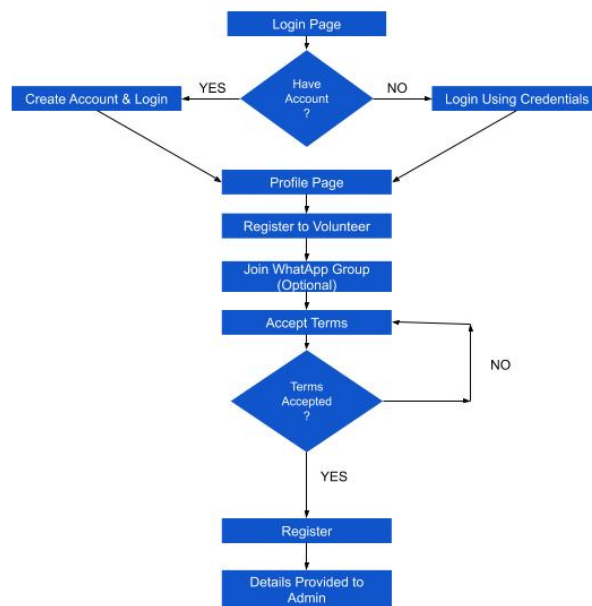 Login Page
Have
Account
?
YES
NO
Create Account & Login
Login Using Credentials
Profile Page
Register to Volunteer
Join WhatApp Group
(Optional)
Accept Terms
NO
Terms
Accepted
?
YES
Register
Details Provided to
Admin